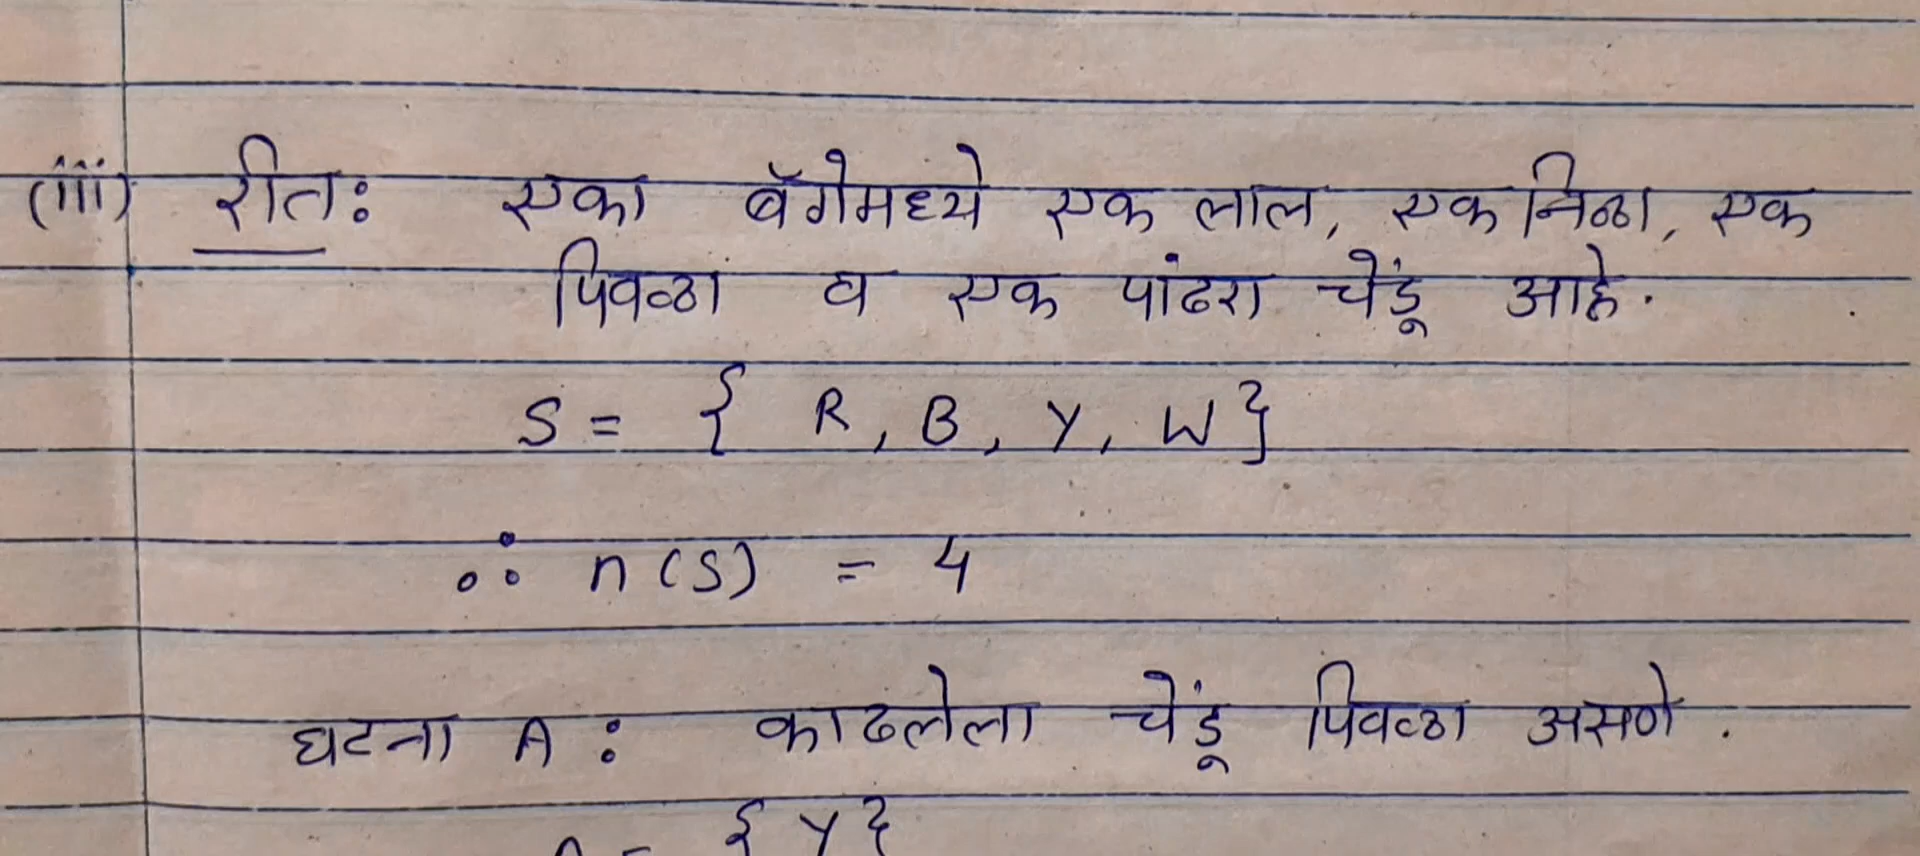 (iii) रीत: एका बॅगेमध्ये एक लाल, एक निळा, एक
पिवळा व एक पांढरा चेंडू आहे.
S = { R, B, Y, W }
∴ n(S) = 4
घटना A : काढलेला चेंडू पिवळा असणे.
A = { Y }